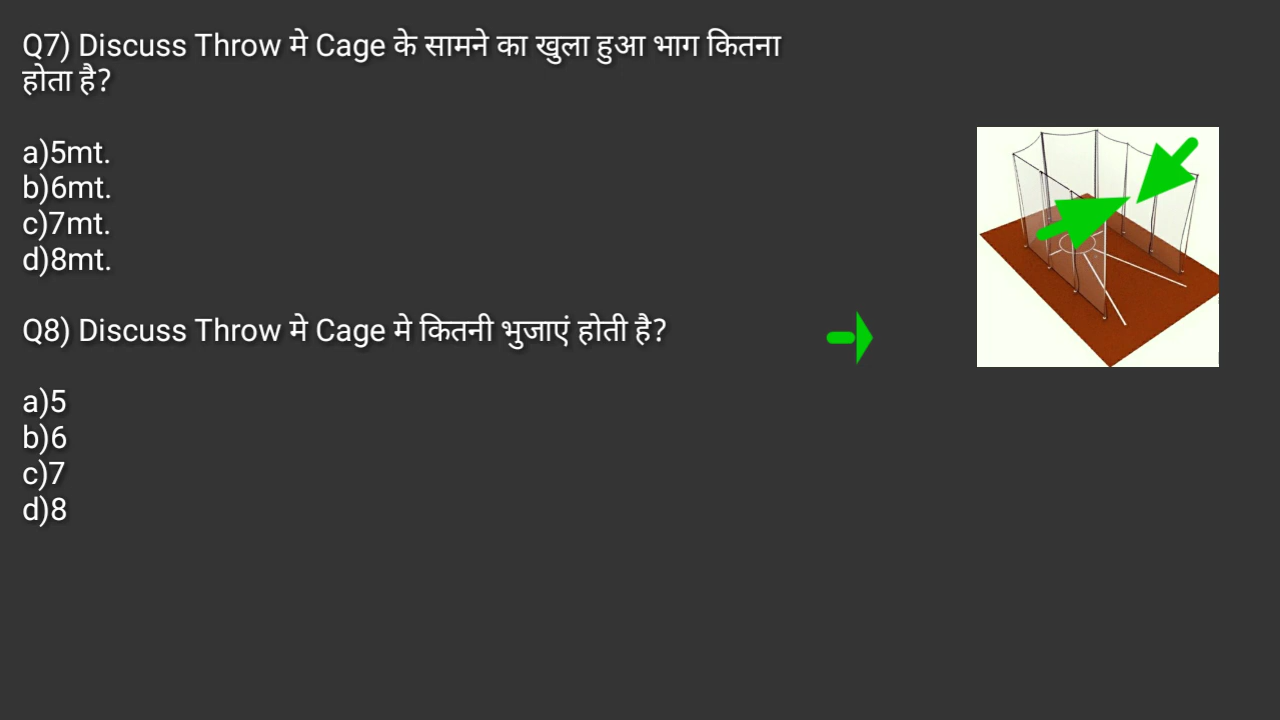 Q7) Discuss Throw मे Cage के सामने का खुला हुआ भाग कितना
होता है?
a)5mt.
b)6mt.
c)7mt.
d)8mt.
Q8) Discuss Throw मे Cage मे कितनी भुजाएं होती है?
a)5
b)6
c)7
d)8